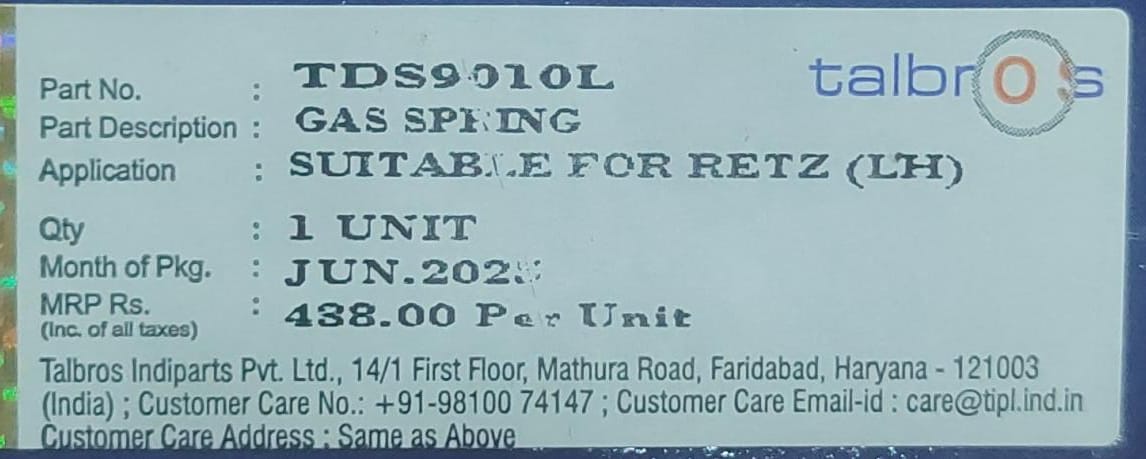 talbros
Part No. : TDS9010L
Part Description : GAS SPRING
Application : SUITABLE FOR RETZ (LH)
Qty : 1 UNIT
Month of Pkg. :
MRP Rs. : 438.00 Per Unit
(Inc. of all taxes)
Talbros Indiparts Pvt. Ltd., 14/1 First Floor, Mathura Road, Faridabad, Haryana - 121003
(India) ; Customer Care No.: +91-98100 74147 ; Customer Care Email-id : care@tipl.ind.in
Customer Care Address : Same as Above